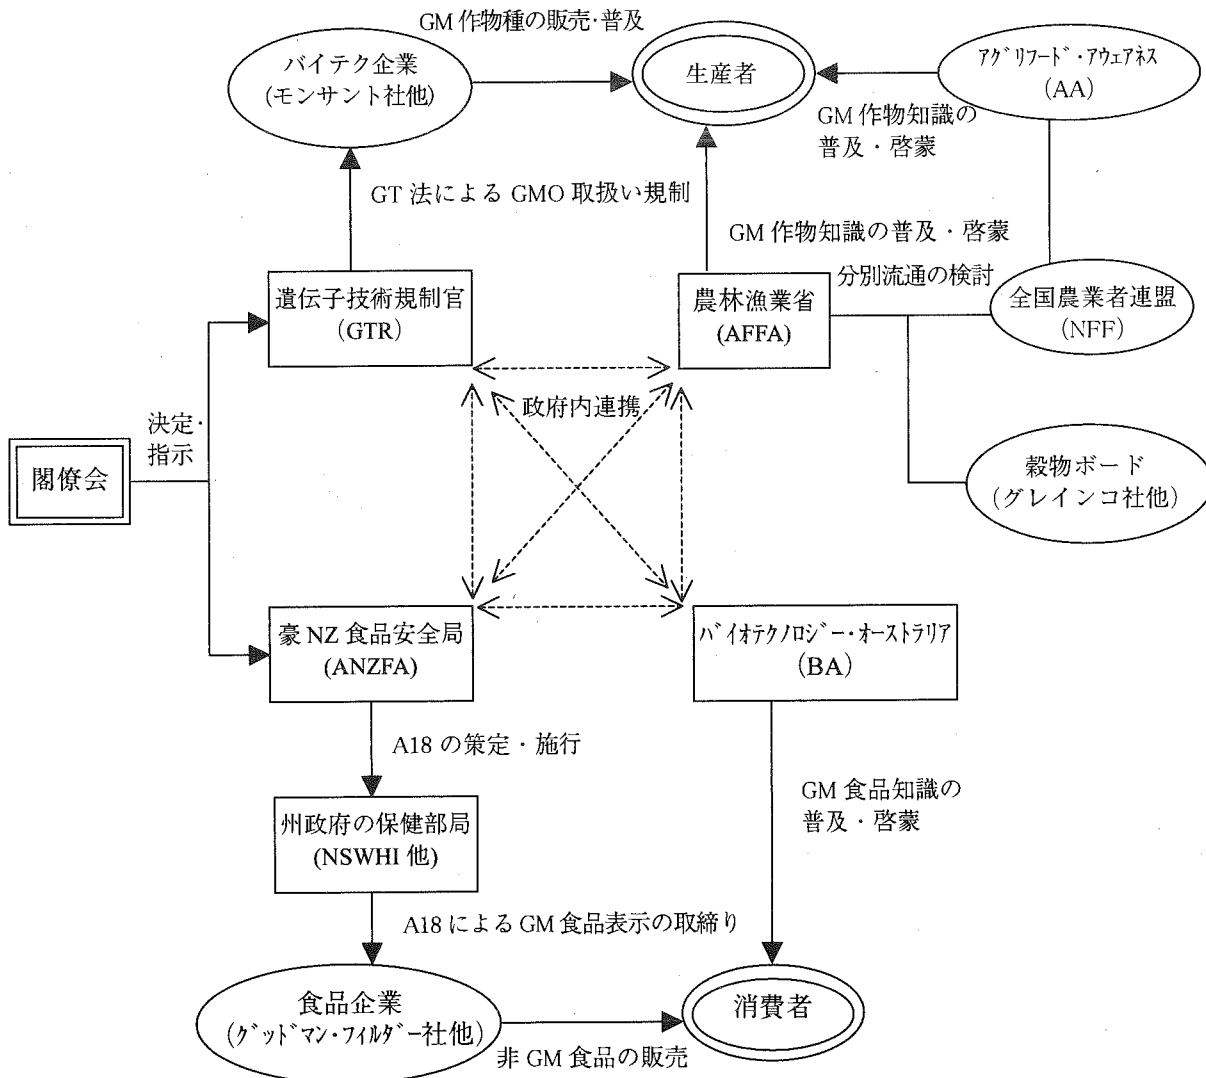 GM 作物種の販売・普及
バイテク企業
(モンサント社他)
生産者
ｱｸﾞﾘﾌｰﾄﾞ・ｱｳｪｱﾈｽ
(AA)
GM 作物知識の
普及・啓蒙
GT 法による GMO 取扱い規制
GM 作物知識の普及・啓蒙
分別流通の検討
遺伝子技術規制官
(GTR)
農林漁業省
(AFFA)
全国農業者連盟
(NFF)
政府内連携
決定・
指示
閣僚会
穀物ボード
(グレインコ社他)
豪 NZ 食品安全局
(ANZFA)
ﾊﾞｲｵﾃｸﾉﾛｼﾞｰ・ｵｰｽﾄﾗﾘｱ
(BA)
A18 の策定・施行
GM 食品知識の
普及・啓蒙
州政府の保健部局
(NSWHI 他)
A18 による GM 食品表示の取締り
食品企業
(ｸﾞｯﾄﾞﾏﾝ・ﾌｨﾙﾀﾞｰ社他)
消費者
非 GM 食品の販売